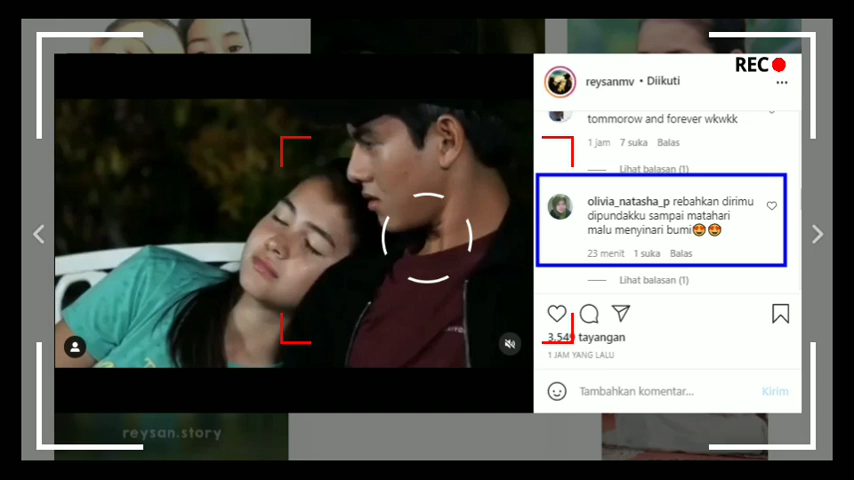 REC
reysanmv • Diikuti
tommorow and forever wkwkk
1 jam 7 suka Balas
Lihat balasan (1)
olivia_natasha_p rebahkan dirimu
dipundakku sampai matahari
malu menyinari bumi😍😍
23 menit 1 suka Balas
Lihat balasan (1)
3.549 tayangan
1 JAM YANG LALU
Tambahkan komentar... Kirim
reysan.story